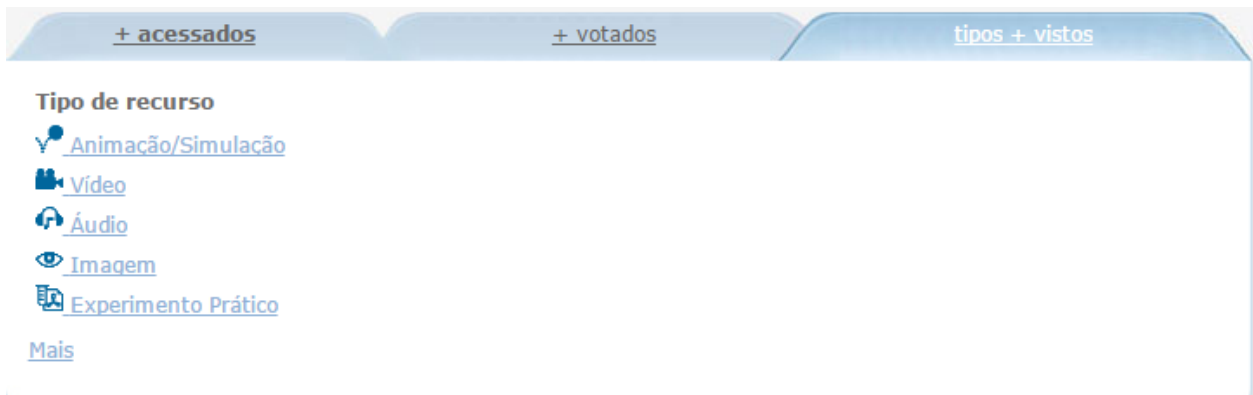 + acessados + votados tipos + vistos
Tipo de recurso
Animação/Simulação
Vídeo
Áudio
Imagem
Experimento Prático
Mais